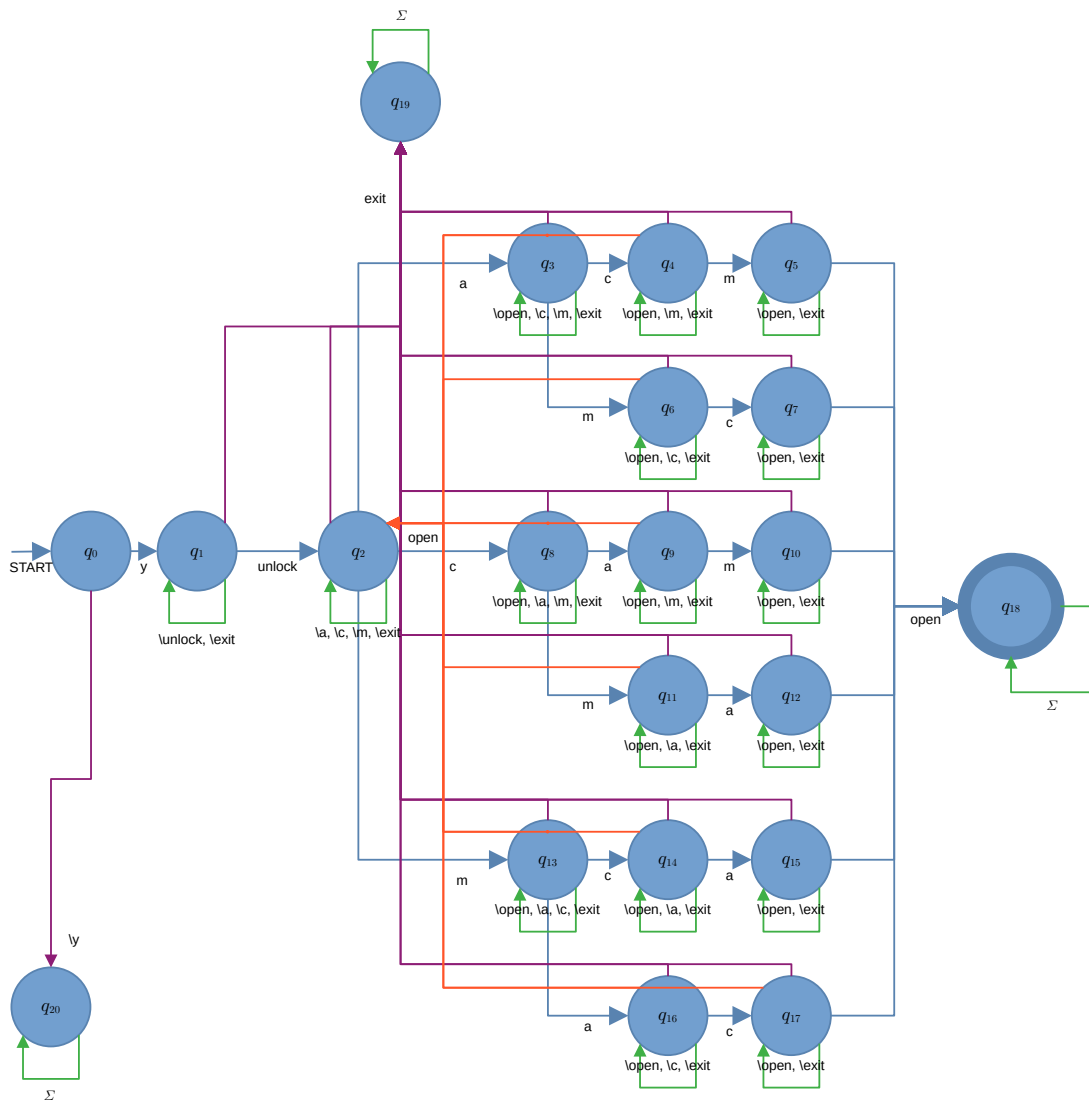 Σ
q19
exit
q3
q4
q5
a
c
m
\open, \c, \m, \exit
\open, \m, \exit
\open, \exit
q6
q7
m
c
\open, \c, \exit
\open, \exit
START
q0
y
q1
unlock
q2
open
c
q8
a
q9
m
q10
\unlock, \exit
\a, \c, \m, \exit
\open, \a, \m, \exit
\open, \m, \exit
\open, \exit
open
q18
Σ
m
q11
a
q12
\open, \a, \exit
\open, \exit
m
q13
c
q14
a
q15
\open, \a, \c, \exit
\open, \a, \exit
\open, \exit
\y
q20
Σ
a
q16
c
q17
\open, \c, \exit
\open, \exit